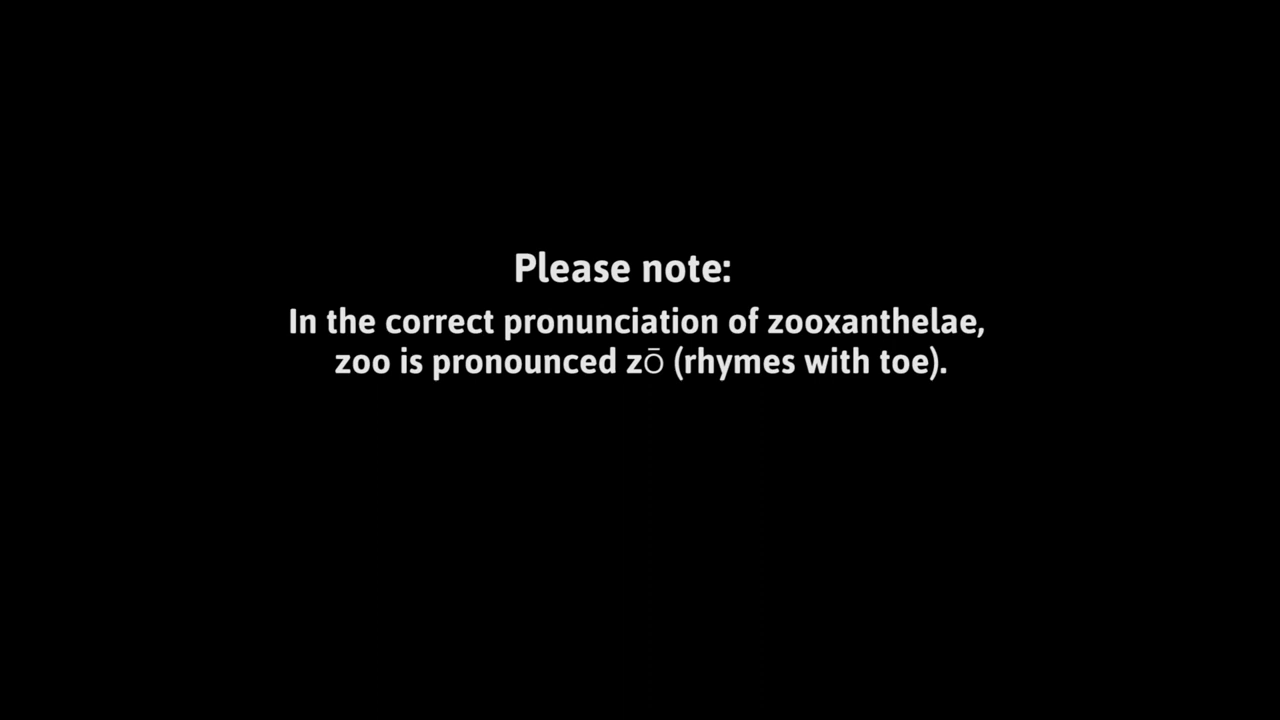 Please note:
In the correct pronunciation of zooxanthelae,
zoo is pronounced zō (rhymes with toe).